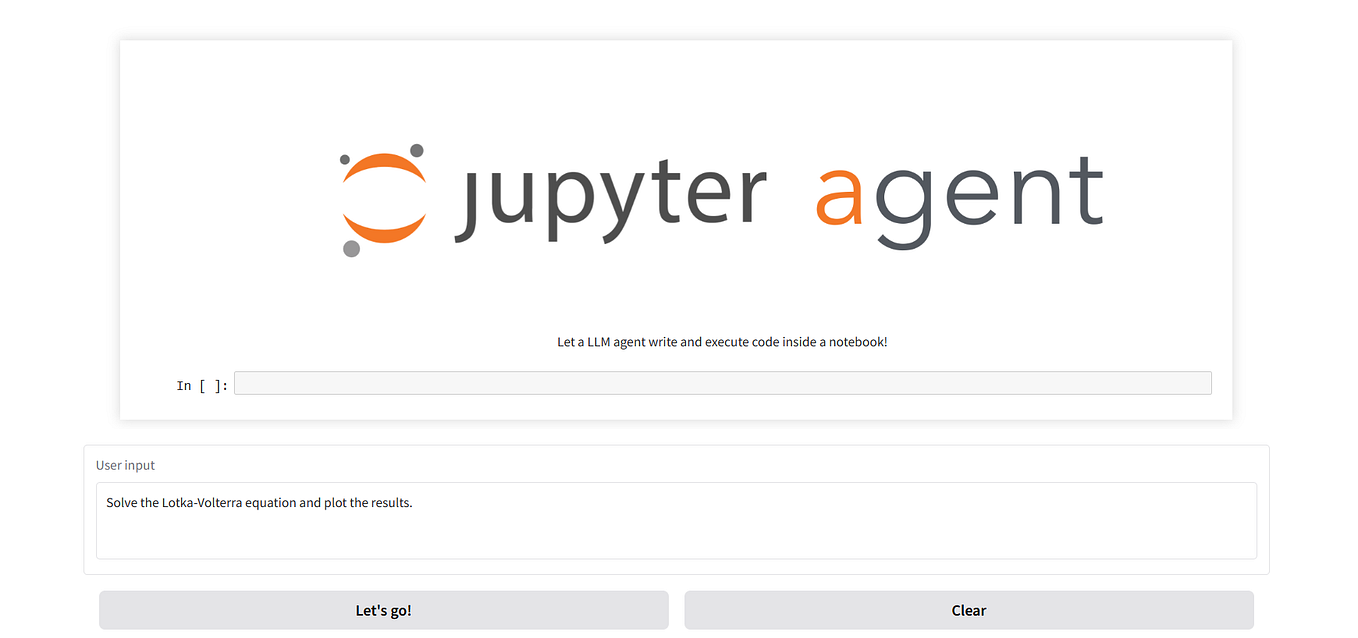 jupyter agent
Let a LLM agent write and execute code inside a notebook!
In [ ]:
User input
Solve the Lotka-Volterra equation and plot the results.
Let's go!
Clear